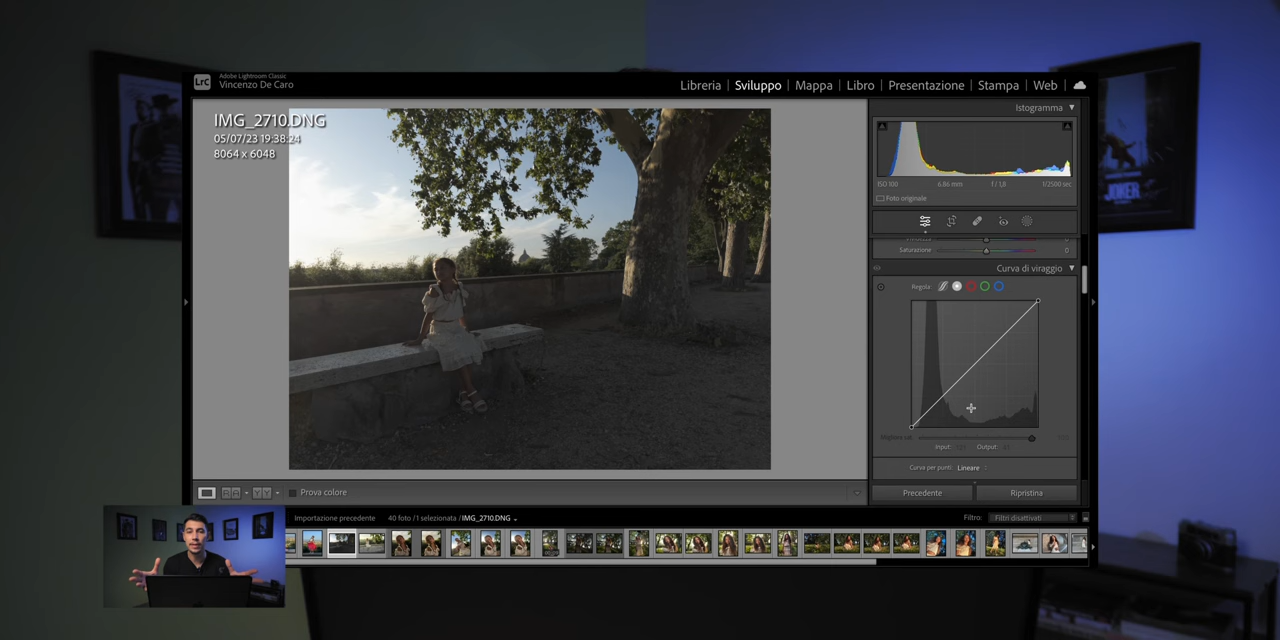 LrC
Adobe Lightroom Classic
Vincenzo De Caro
Libreria | Sviluppo | Mappa | Libro | Presentazione | Stampa | Web
IMG_2710.DNG
05/07/23 19:38:24
8064 x 6048
Istogramma
ISO 100 6.86 mm f / 1,8 1/2500 sec
Foto originale
Saturazione 0
Curva di viraggio
Regola:
Input: Output:
Curva per punti: Lineare
Precedente Ripristina
Prova colore
Importazione precedente 40 foto / 1 selezionata / IMG_2710.DNG
Filtro: Filtri disattivati
JOKER